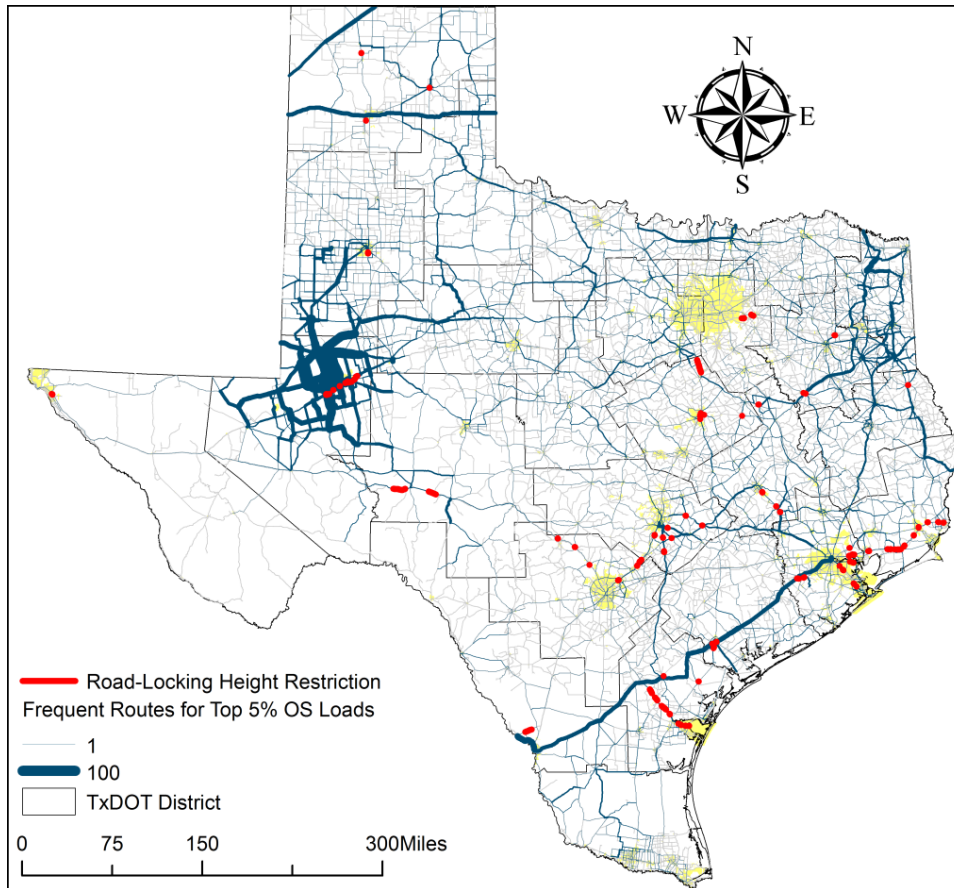 N
W
E
S
Road-Locking Height Restriction
Frequent Routes for Top 5% OS Loads
1
100
TxDOT District
0 75 150 300Miles